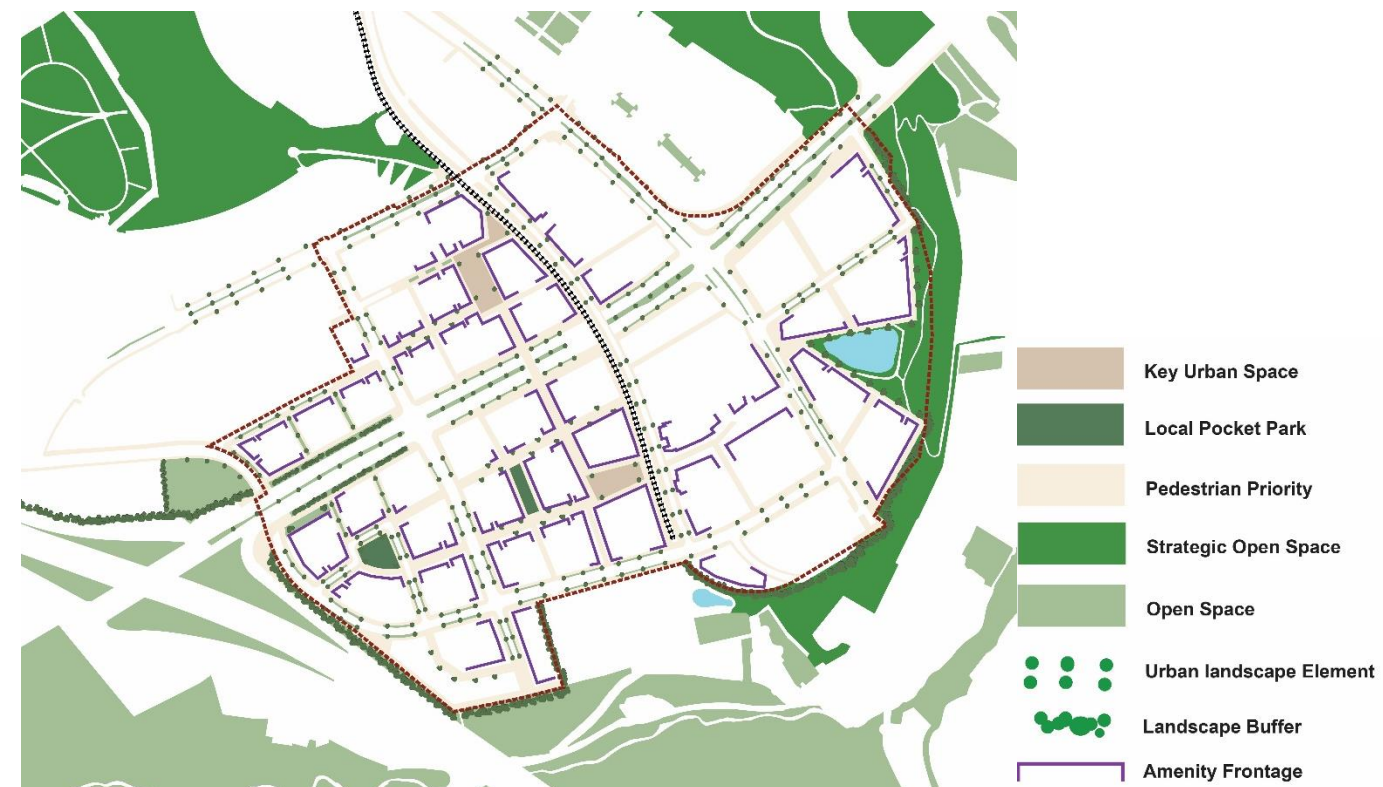 Key Urban Space
Local Pocket Park
Pedestrian Priority
Strategic Open Space
Open Space
Urban landscape Element
Landscape Buffer
Amenity Frontage